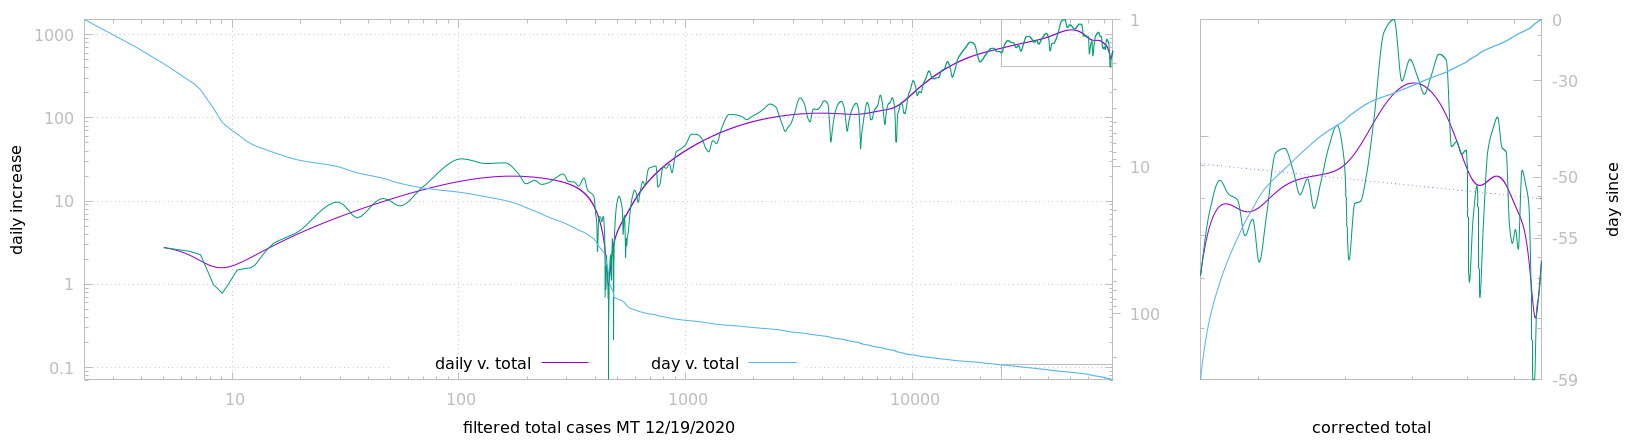 daily increase
1000
100
10
1
0.1
daily v. total
day v. total
10
100
1000
10000
filtered total cases MT 12/19/2020
1
10
100
0
-30
-50
-55
-59
day since
corrected total